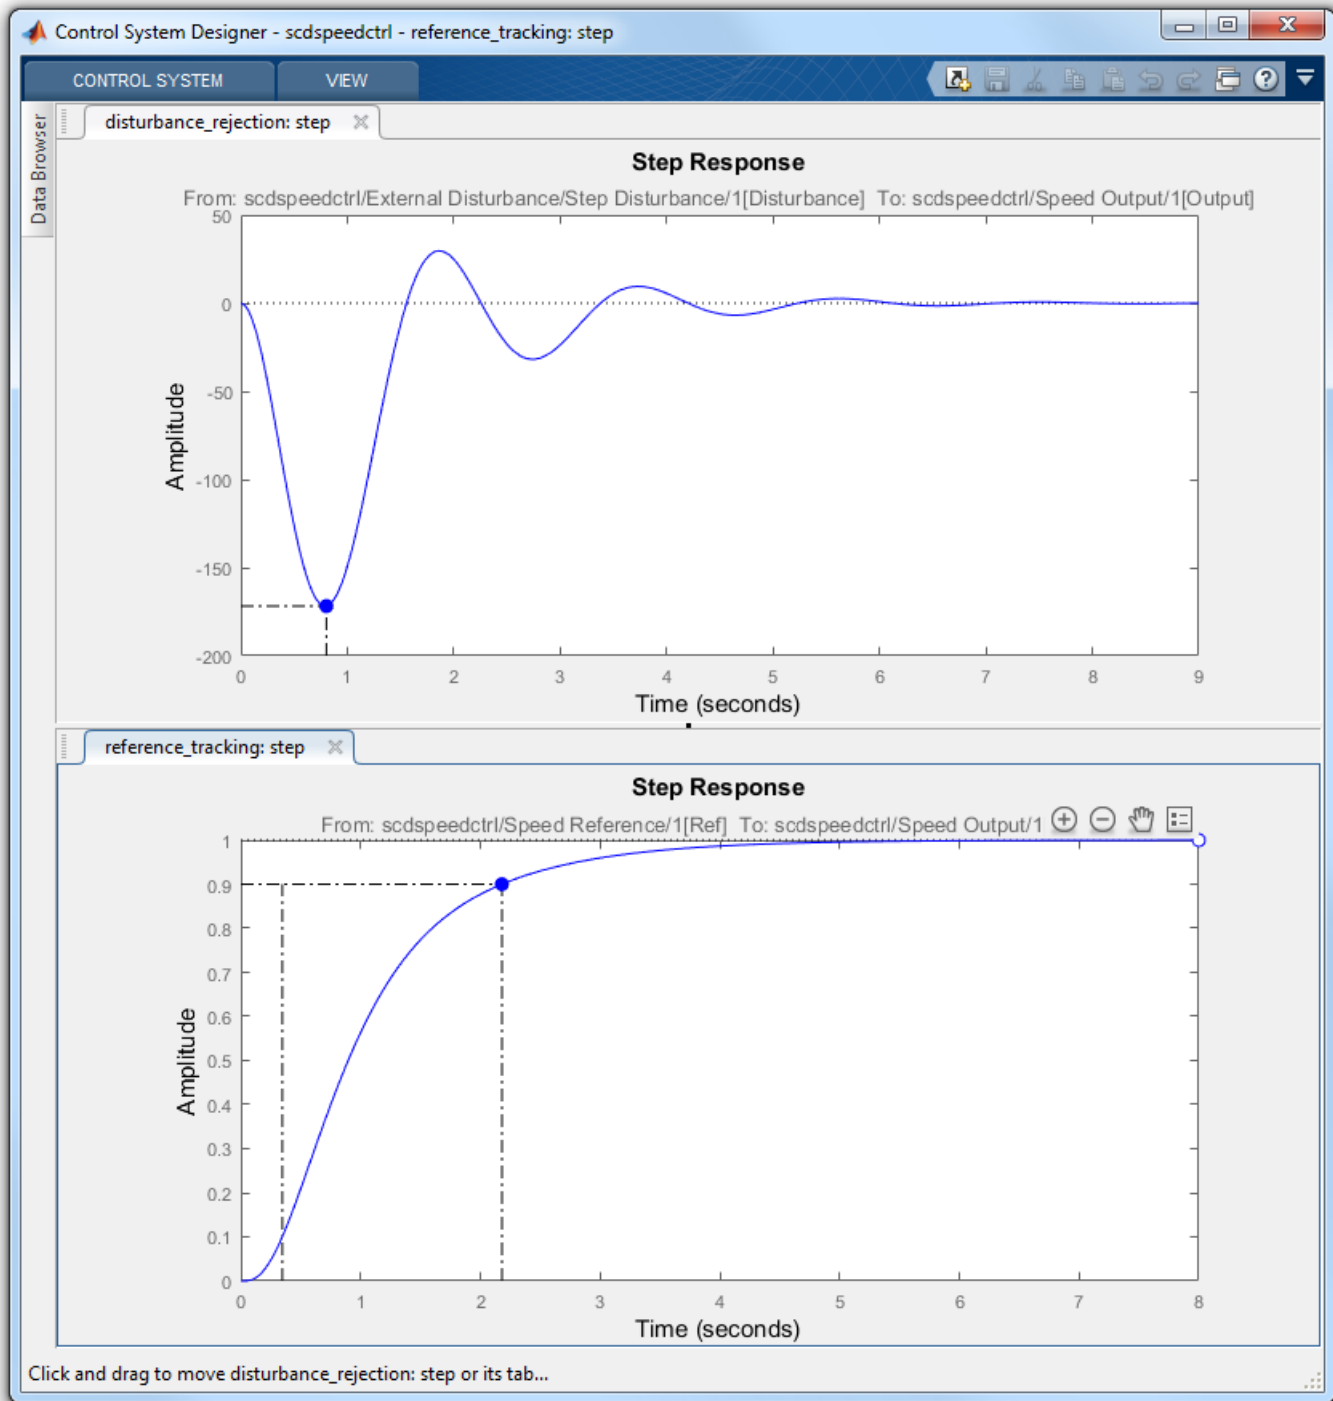 Control System Designer - scdspeedctrl - reference_tracking: step
CONTROL SYSTEM
VIEW
Data Browser
disturbance_rejection: step
Step Response
From: scdspeedctrl/External Disturbance/Step Disturbance/1[Disturbance] To: scdspeedctrl/Speed Output/1[Output]
Amplitude
50
0
-50
-100
-150
-200
0 1 2 3 4 5 6 7 8 9
Time (seconds)
reference_tracking: step
Step Response
From: scdspeedctrl/Speed Reference/1[Ref] To: scdspeedctrl/Speed Output/1
Amplitude
1
0.9
0.8
0.7
0.6
0.5
0.4
0.3
0.2
0.1
0
0 1 2 3 4 5 6 7 8
Time (seconds)
Click and drag to move disturbance_rejection: step or its tab...